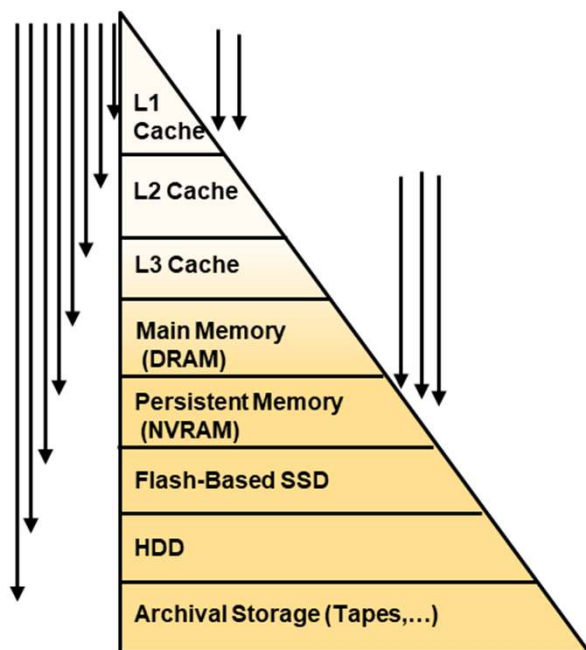 L1
Cache
L2 Cache
L3 Cache
Main Memory
(DRAM)
Persistent Memory
(NVRAM)
Flash-Based SSD
HDD
Archival Storage (Tapes,...)